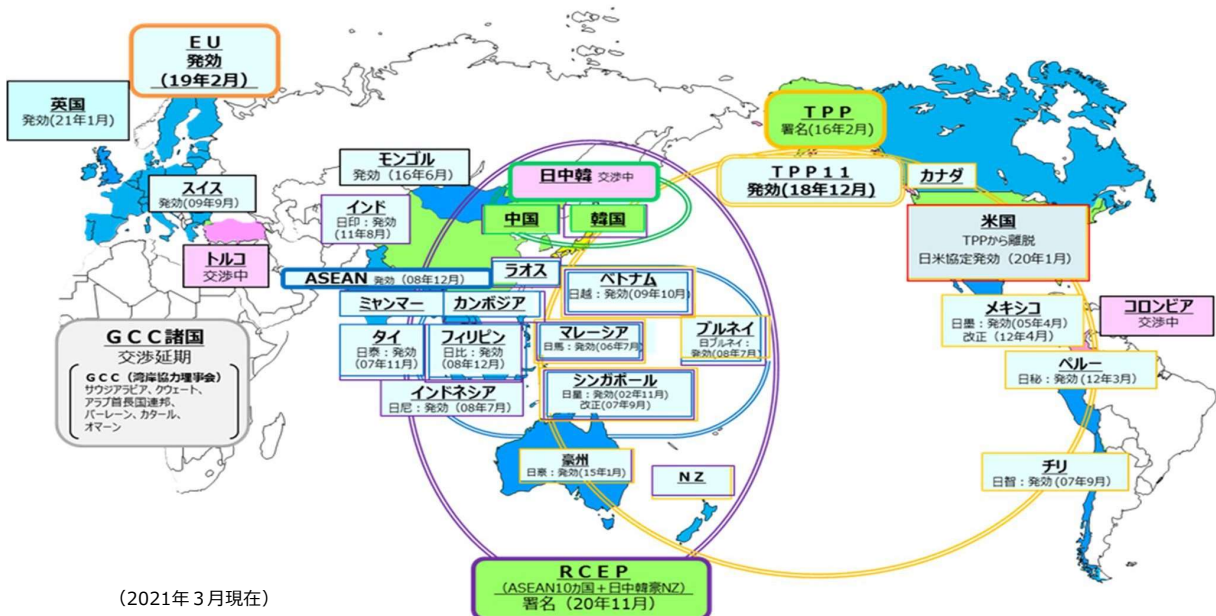 ＥＵ
発効
（19年2月）
英国
発効(21年1月)
ＴＰＰ
署名(16年2月)
モンゴル
発効（16年6月）
日中韓 交渉中
ＴＰＰ１１
発効(18年12月)
カナダ
スイス
発効(09年9月)
インド
日印：発効
(11年8月)
中国
韓国
米国
TPPから離脱
日米協定発効（20年1月）
トルコ
交渉中
ASEAN 発効（08年12月）
ラオス
ベトナム
日越：発効(09年10月)
ミャンマー
カンボジア
メキシコ
日墨：発効(05年4月)
改正（12年4月）
コロンビア
交渉中
ＧＣＣ諸国
交渉延期
ＧＣＣ（湾岸協力理事会）
サウジアラビア、クウェート、
アラブ首長国連邦、
バーレーン、カタール、
オマーン
タイ
日泰：発効
(07年11月)
フィリピン
日比：発効
(08年12月)
マレーシア
日馬：発効(06年7月)
ブルネイ
日ブルネイ：
発効(08年7月)
ペルー
日秘：発効(12年3月)
シンガポール
日星：発効(02年11月)
改正(07年9月)
インドネシア
日尼：発効（08年7月）
豪州
日豪：発効(15年1月)
ＮＺ
チリ
日智：発効(07年9月)
ＲＣＥＰ
(ASEAN10カ国＋日中韓豪NZ)
署名（20年11月）
（2021年３月現在）